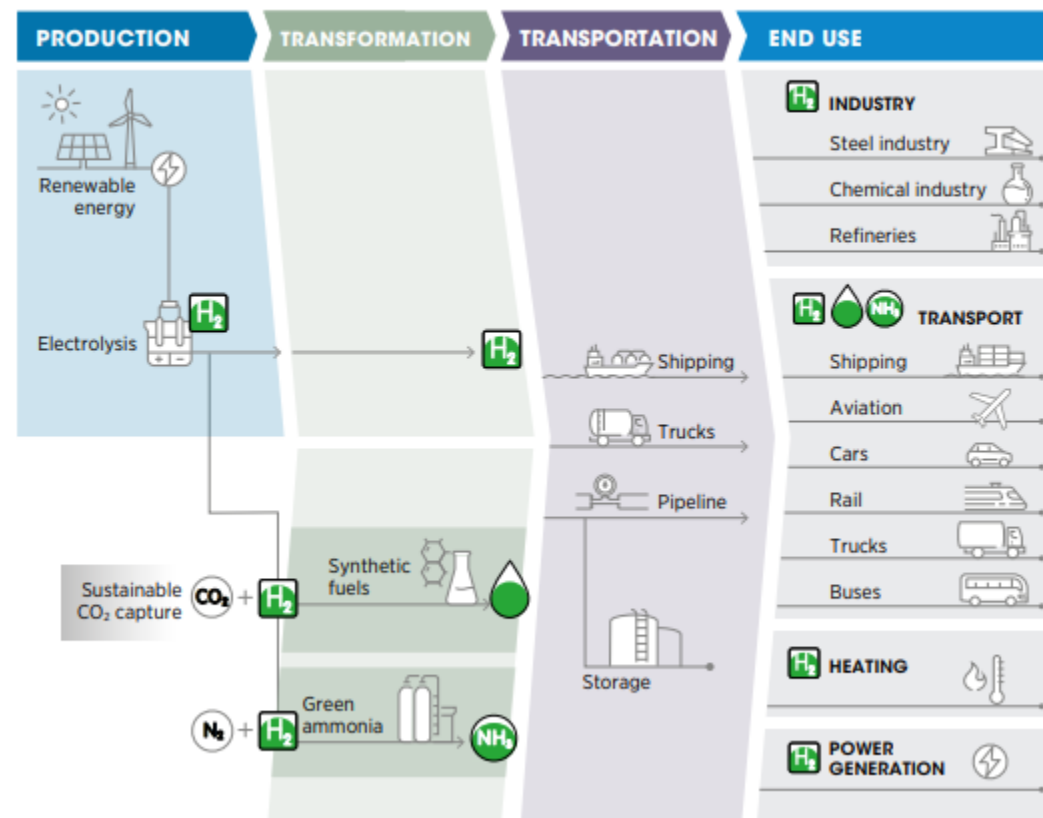 PRODUCTION
TRANSFORMATION
TRANSPORTATION
END USE
Renewable
energy
Electrolysis
H₂
Sustainable
CO₂ capture
CO₂ + H₂
N₂ + H₂
H₂
Synthetic
fuels
Green
ammonia
NH₃
Shipping
Trucks
Pipeline
Storage
H₂ INDUSTRY
Steel industry
Chemical industry
Refineries
H₂ NH₃ TRANSPORT
Shipping
Aviation
Cars
Rail
Trucks
Buses
H₂ HEATING
H₂ POWER
GENERATION